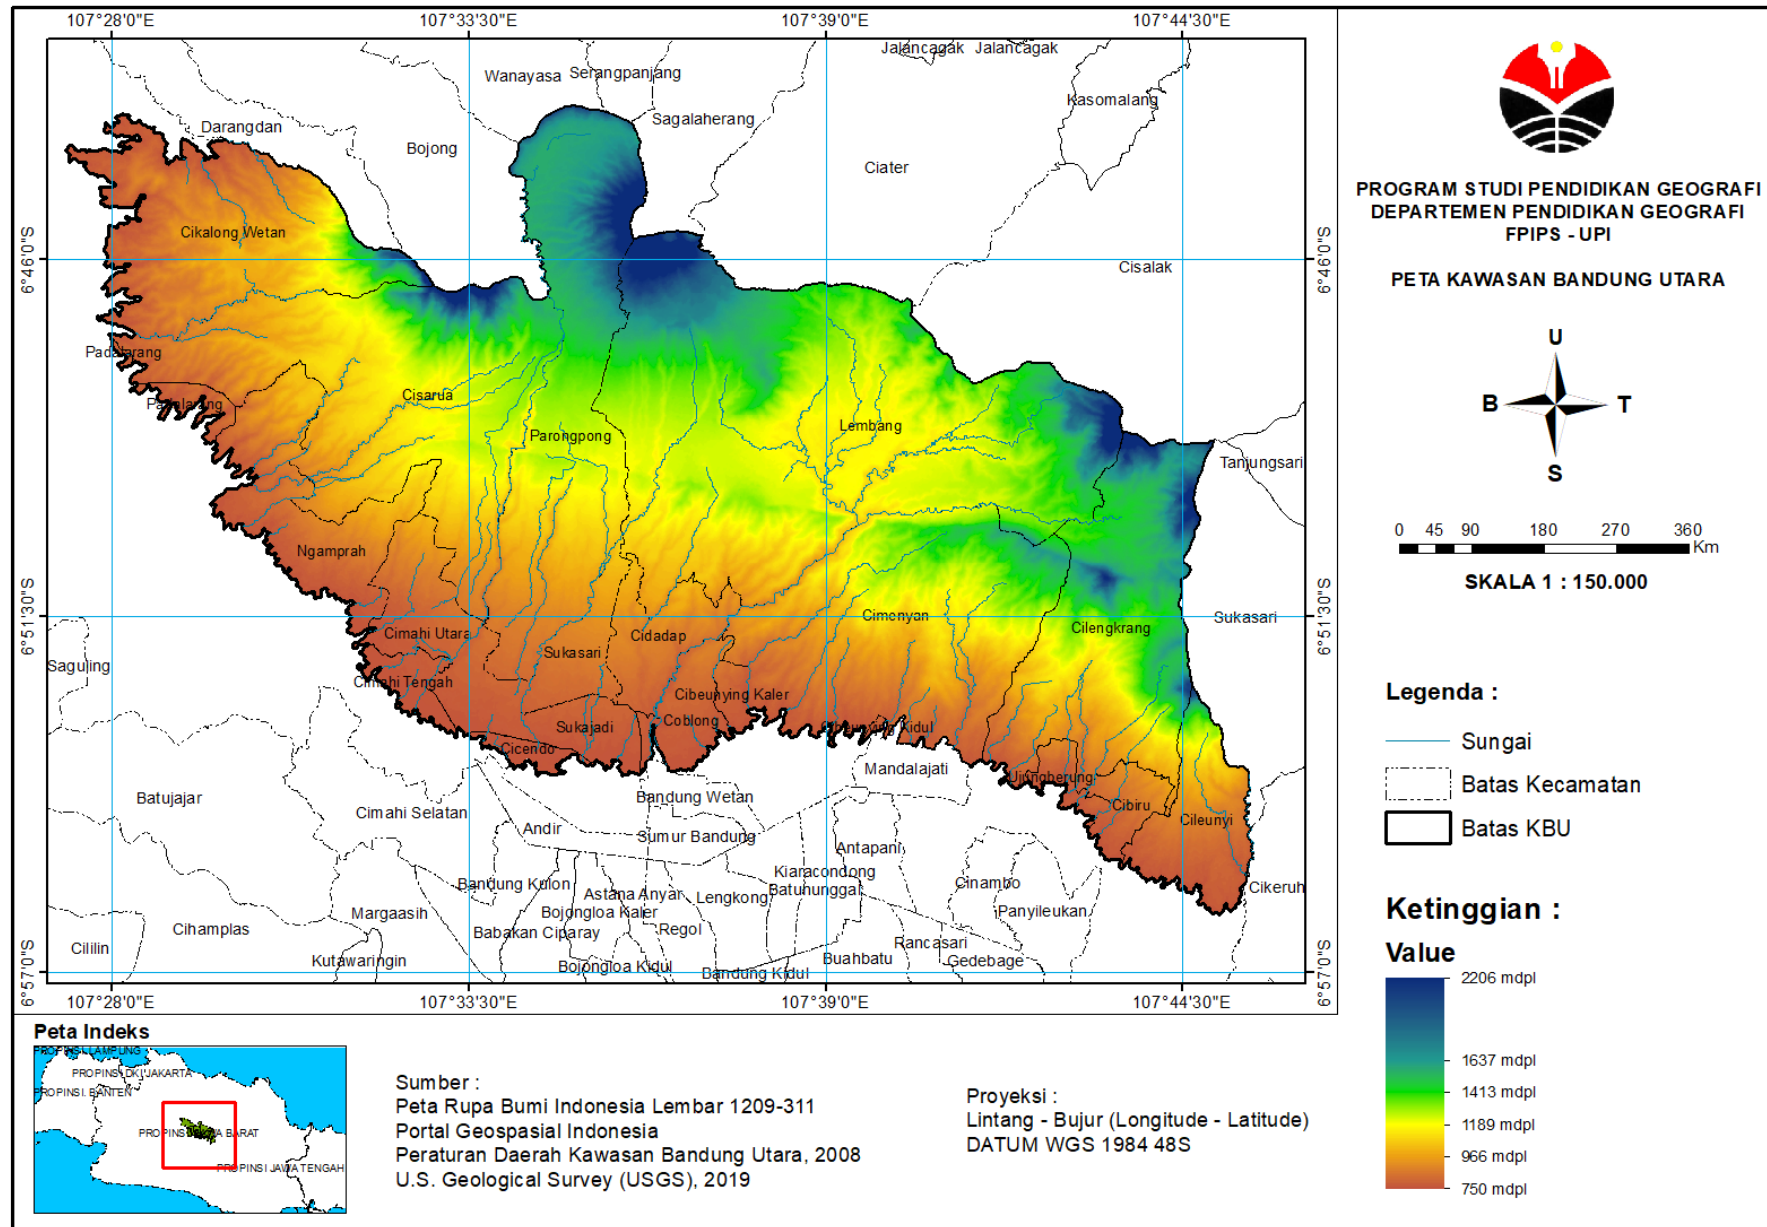 107°28'0"E
107°33'30"E
107°39'0"E
107°44'30"E
Jalancagak
Jalancagak
Wanayasa
Serangpanjang
Kasomalang
Sagalaherang
Darangdan
Bojong
Ciater
Cikalong Wetan
6°46'0"S
6°46'0"S
Cisalak
Padalarang
Cisarua
Padalarang
Lembang
Parongpong
Tanjungsari
Ngamprah
6°51'30"S
6°51'30"S
Cimenyan
Sukasari
Cimahi Utara
Cidadap
Cilengkrang
Sukasari
Saguling
Cimahi Tengah
Cibeunying Kaler
Coblong
Sukajadi
Cibeunying Kidul
Cicendo
Mandalajati
Ujungberung
Batujajar
Bandung Wetan
Cimahi Selatan
Cibiru
Cileunyi
Andir
Sumur Bandung
Antapani
Kiaracondong
Bandung Kulon
Batununggal
Cinambo
Cikeruh
Astana Anyar
Lengkong
Margaasih
Bojongloa Kaler
Panyileukan
Cihamplas
Babakan Ciparay
Regol
Rancasari
Cililin
Kutawaringin
Buahbatu
Gedebage
Bojongloa Kidul
Bandung Kidul
6°57'0"S
6°57'0"S
107°28'0"E
107°33'30"E
107°39'0"E
107°44'30"E
PROGRAM STUDI PENDIDIKAN GEOGRAFI
DEPARTEMEN PENDIDIKAN GEOGRAFI
FPIPS - UPI
PETA KAWASAN BANDUNG UTARA
U
B
T
S
0 45 90 180 270 360
Km
SKALA 1 : 150.000
Legenda :
Sungai
Batas Kecamatan
Batas KBU
Ketinggian :
Value
2206 mdpl
1637 mdpl
1413 mdpl
1189 mdpl
966 mdpl
750 mdpl
Peta Indeks
PROPINSI. LAMPUNG
PROPINSI DKI JAKARTA
PROPINSI. BANTEN
PROPINSI JAWA BARAT
PROPINSI JAWA TENGAH
Sumber :
Peta Rupa Bumi Indonesia Lembar 1209-311
Portal Geospasial Indonesia
Peraturan Daerah Kawasan Bandung Utara, 2008
U.S. Geological Survey (USGS), 2019
Proyeksi :
Lintang - Bujur (Longitude - Latitude)
DATUM WGS 1984 48S